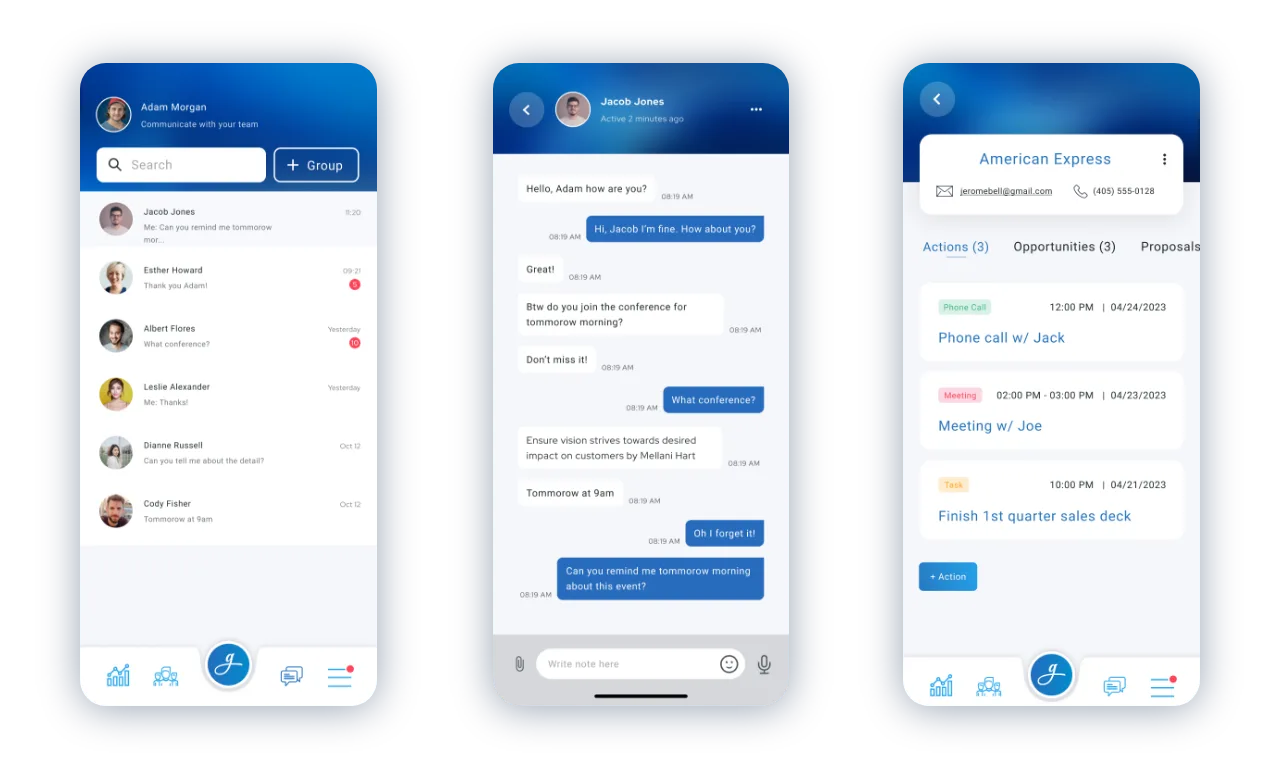 Adam Morgan
Communicate with your team
Search
+ Group
Jacob Jones
11:20
Me: Can you remind me tommorow
mor...
Esther Howard
09:21
Thank you Adam!
5
Albert Flores
Yesterday
What conference?
10
Leslie Alexander
Yesterday
Me: Thanks!
Dianne Russell
Oct 12
Can you tell me about the detail?
Cody Fisher
Oct 12
Tommorow at 9am
g
Jacob Jones
Active 2 minutes ago
Hello, Adam how are you?
08:19 AM
Hi, Jacob I'm fine. How about you?
08:19 AM
Great!
08:19 AM
Btw do you join the conference for
tommorow morning?
08:19 AM
Don't miss it!
08:19 AM
What conference?
08:19 AM
Ensure vision strives towards desired
impact on customers by Mellani Hart
08:19 AM
Tommorow at 9am
08:19 AM
Oh I forget it!
08:19 AM
Can you remind me tommorow morning
about this event?
08:19 AM
Write note here
American Express
jeromebell@gmail.com
(405) 555-0128
Actions (3)
Opportunities (3)
Proposals
Phone Call
12:00 PM | 04/24/2023
Phone call w/ Jack
Meeting
02:00 PM - 03:00 PM | 04/23/2023
Meeting w/ Joe
Task
10:00 PM | 04/21/2023
Finish 1st quarter sales deck
+ Action
g